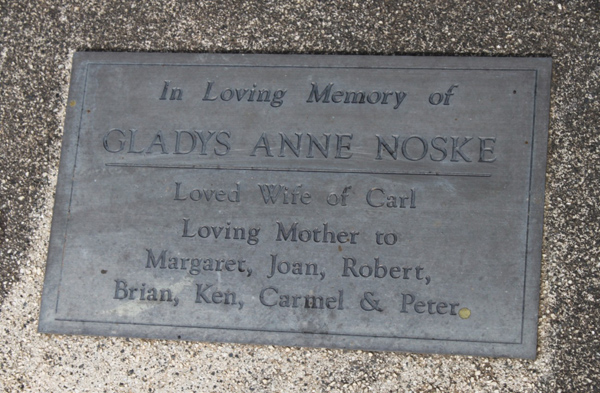 In Loving Memory of
GLADYS ANNE NOSKE
Loved Wife of Carl
Loving Mother to
Margaret, Joan, Robert,
Brian, Ken, Carmel & Peter